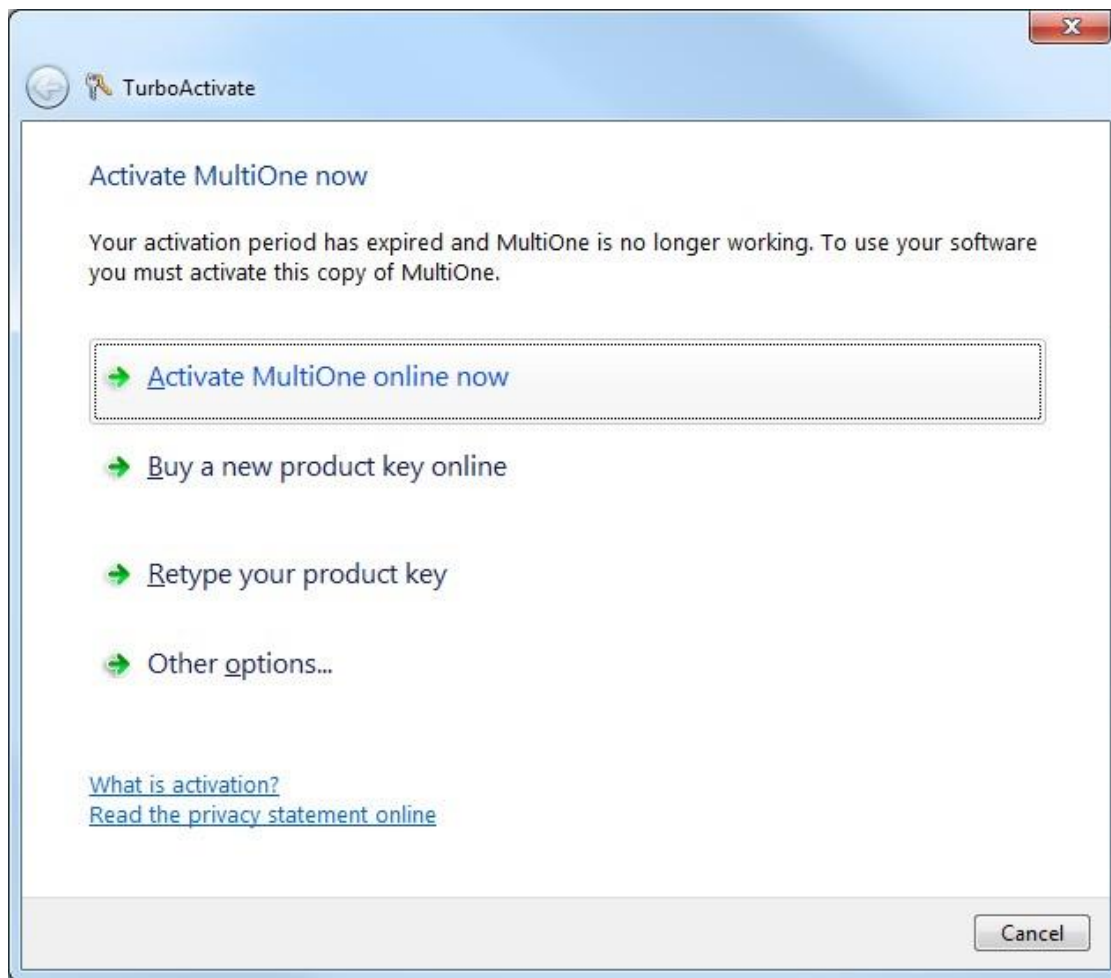 TurboActivate
Activate MultiOne now
Your activation period has expired and MultiOne is no longer working. To use your software
you must activate this copy of MultiOne.
Activate MultiOne online now
Buy a new product key online
Retype your product key
Other options...
What is activation?
Read the privacy statement online
Cancel